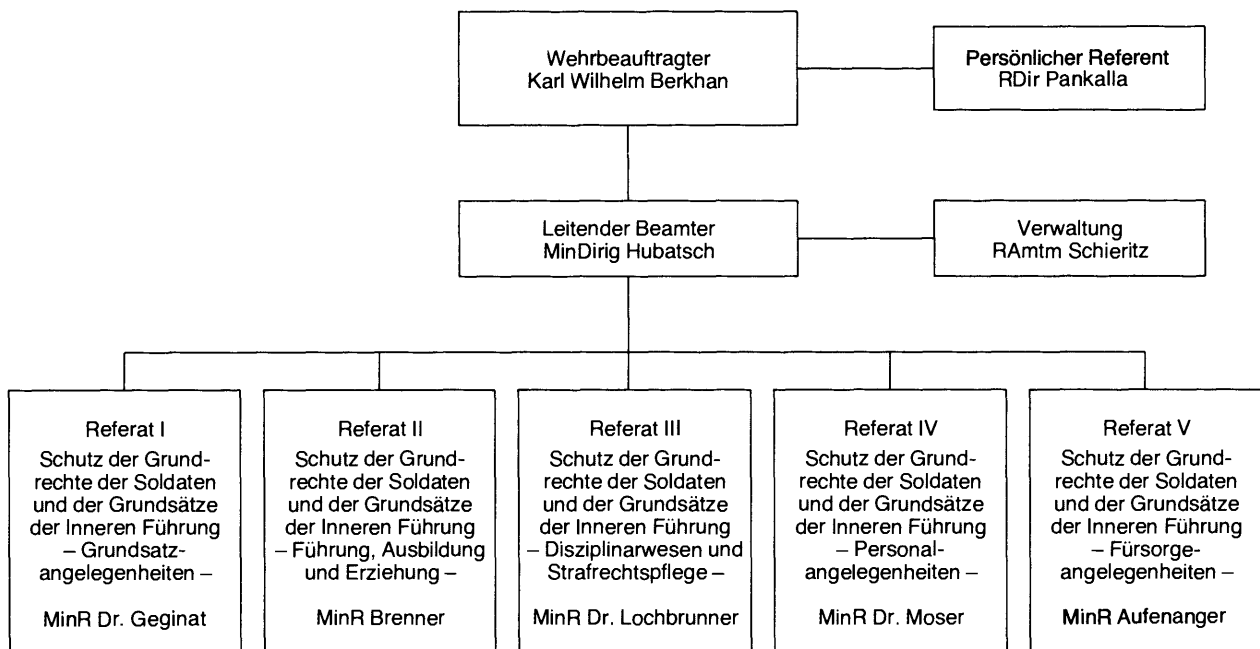 Wehrbeauftragter
Karl Wilhelm Berkhan
Persönlicher Referent
RDir Pankalla
Leitender Beamter
MinDirig Hubatsch
Verwaltung
RAmtm Schieritz
Referat I
Schutz der Grund-
rechte der Soldaten
und der Grundsätze
der Inneren Führung
– Grundsatz-
angelegenheiten –
MinR Dr. Geginat
Referat II
Schutz der Grund-
rechte der Soldaten
und der Grundsätze
der Inneren Führung
– Führung, Ausbildung
und Erziehung –
MinR Brenner
Referat III
Schutz der Grund-
rechte der Soldaten
und der Grundsätze
der Inneren Führung
– Disziplinarwesen und
Strafrechtspflege –
MinR Dr. Lochbrunner
Referat IV
Schutz der Grund-
rechte der Soldaten
und der Grundsätze
der Inneren Führung
– Personal-
angelegenheiten –
MinR Dr. Moser
Referat V
Schutz der Grund-
rechte der Soldaten
und der Grundsätze
der Inneren Führung
– Fürsorge-
angelegenheiten –
MinR Aufenanger